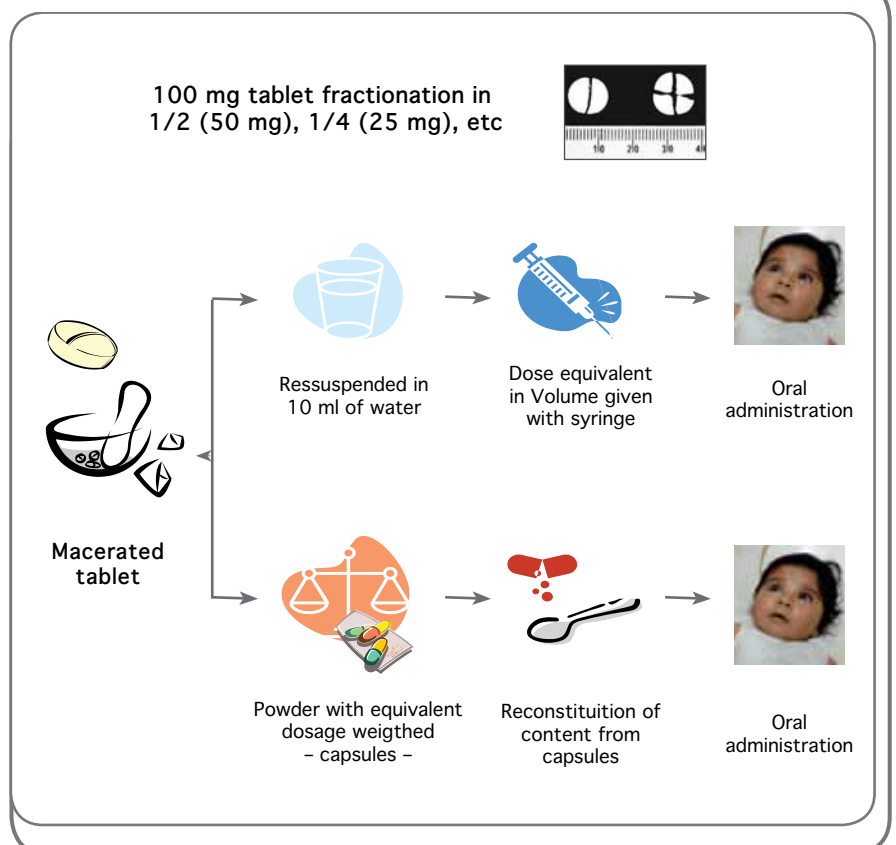 100 mg tablet fractionation in
1/2 (50 mg), 1/4 (25 mg), etc
10 20 30 40
Ressuspended in
10 ml of water
Dose equivalent
in Volume given
with syringe
Oral
administration
Macerated
tablet
Powder with equivalent
dosage weigthed
– capsules –
Reconstituition of
content from
capsules
Oral
administration